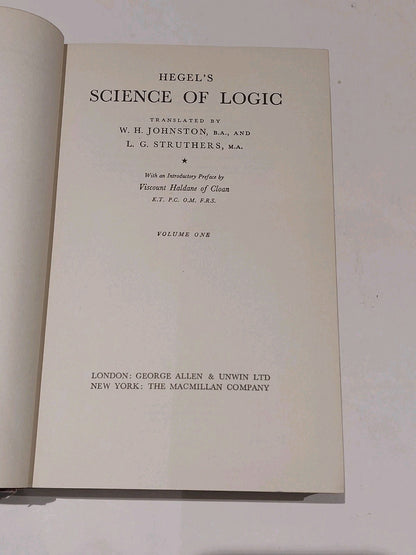 HEGEL'S
SCIENCE OF LOGIC
TRANSLATED BY
W. H. JOHNSTON, B.A., AND
L. G. STRUTHERS, M.A.
★
With an Introductory Preface by
Viscount Haldane of Cloan
K.T. P.C. O.M. F.R.S.
VOLUME ONE
LONDON: GEORGE ALLEN & UNWIN LTD
NEW YORK: THE MACMILLAN COMPANY